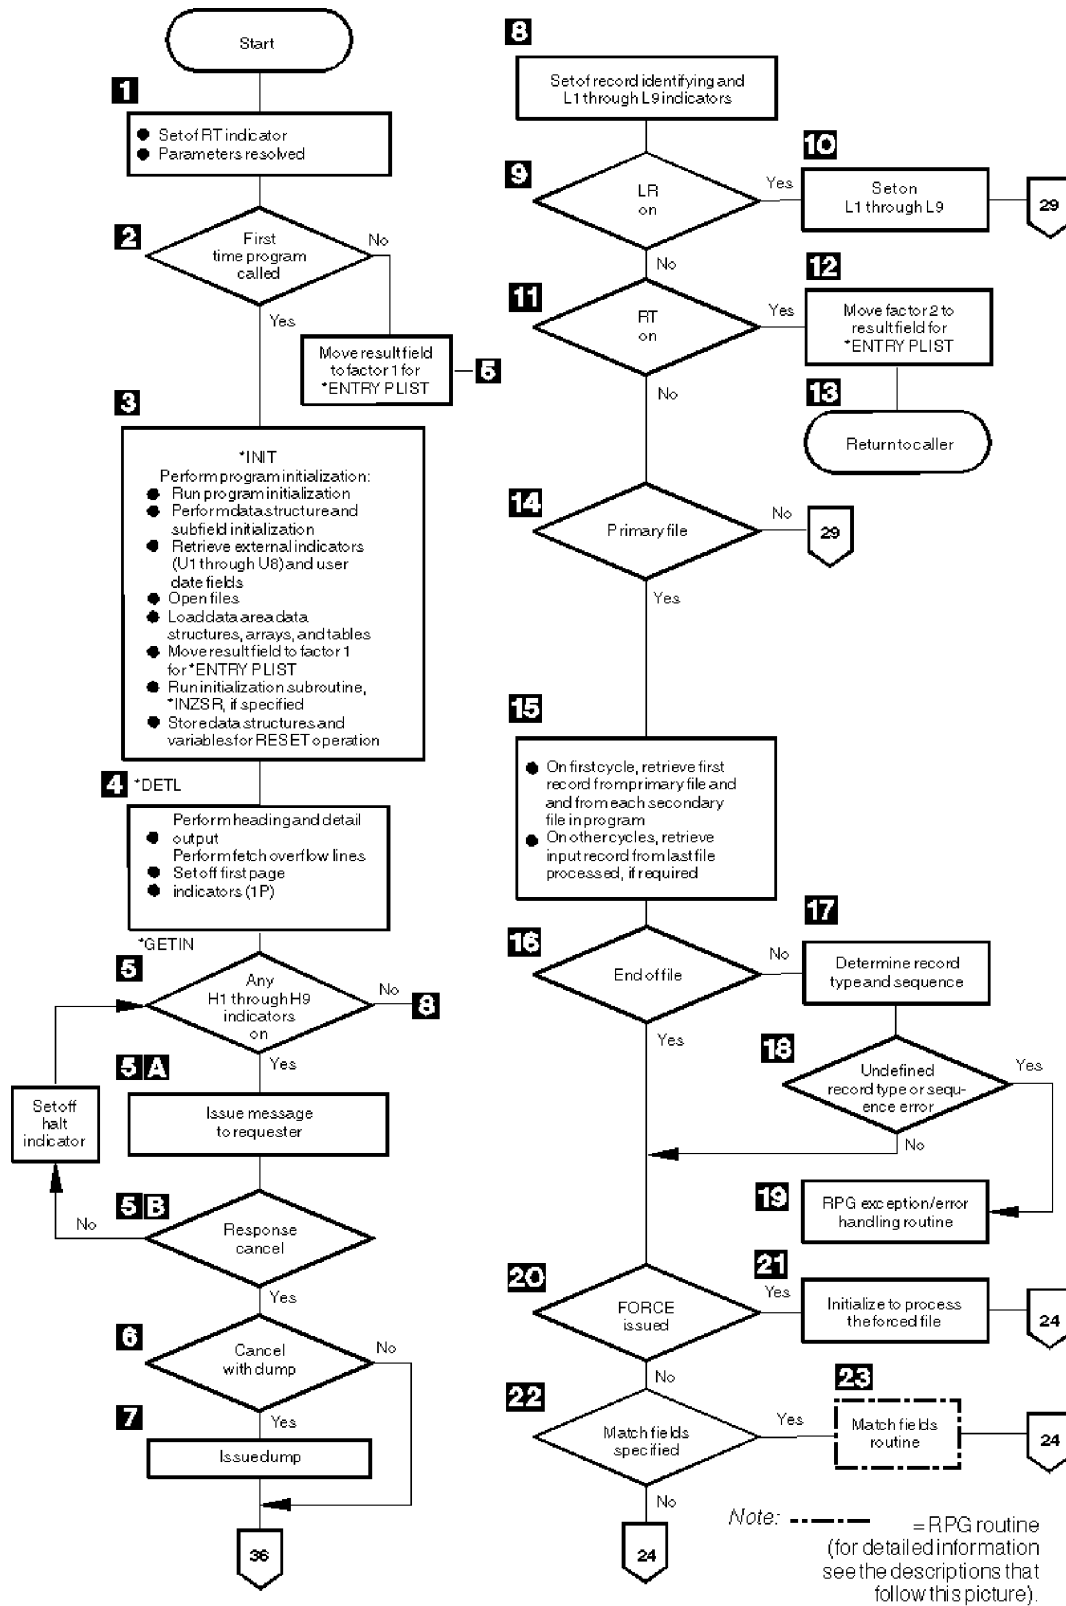 Start
1
Set of RT indicator
Parameters resolved
2
First
time program
called
No
Yes
Move result field
to factor 1 for
*ENTRY PLIST
5
3
*INIT
Perform program initialization:
Run program initialization
Perform data structure and
subfield initialization
Retrieve external indicators
(U1 through U8) and user
date fields
Open files
Load data area data
structures, arrays, and tables
Move result field to factor 1
for *ENTRY PLIST
Run initialization subroutine,
*INZSR, if specified
Store data structures and
variables for RESET operation
4 *DETL
Perform heading and detail
output
Perform fetch overflow lines
Set off first page
indicators (1P)
*GETIN
5
Any
H1 through H9
indicators
on
No
8
Yes
5 A
Issue message
to requester
Set off
halt
indicator
5 B
No
Response
cancel
Yes
6
Cancel
with dump
No
7
Yes
Issue dump
36
8
Set of record identifying and
L1 through L9 indicators
9
LR
on
Yes
10
Set on
L1 through L9
29
No
11
RT
on
Yes
12
Move factor 2 to
result field for
*ENTRY PLIST
No
13
Return to caller
14
Primary file
No
29
Yes
15
On first cycle, retrieve first
record from primary file and
and from each secondary
file in program
On other cycles, retrieve
input record from last file
processed, if required
16
End of file
No
17
Determine record
type and sequence
Yes
18
Undefined
record type or sequ-
ence error
Yes
No
19
RPG exception/error
handling routine
20
FORCE
issued
Yes
21
Initialize to process
the forced file
24
No
22
Match fields
specified
Yes
23
Match fields
routine
24
No
24
Note:
= RPG routine
(for detailed information
see the descriptions that
follow this picture).